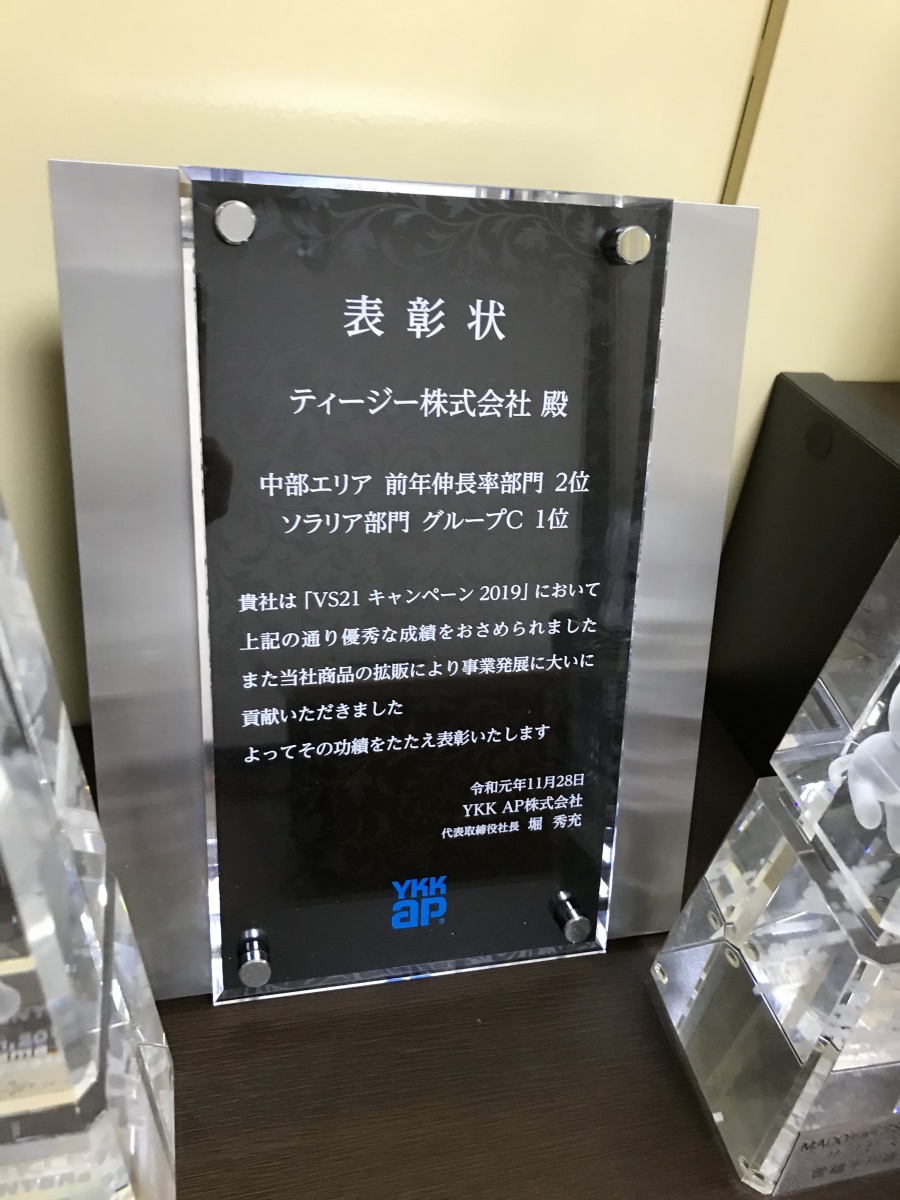 表彰状
ティージー株式会社 殿
中部エリア 前年伸長率部門 2位
ソラリア部門 グループC 1位
貴社は「VS21 キャンペーン 2019」において
上記の通り優秀な成績をおさめられました
また当社商品の拡販により事業発展に大いに
貢献いただきました
よってその功績をたたえ表彰いたします
令和元年11月28日
YKK AP株式会社
代表取締役社長 堀 秀充
YKK
ap